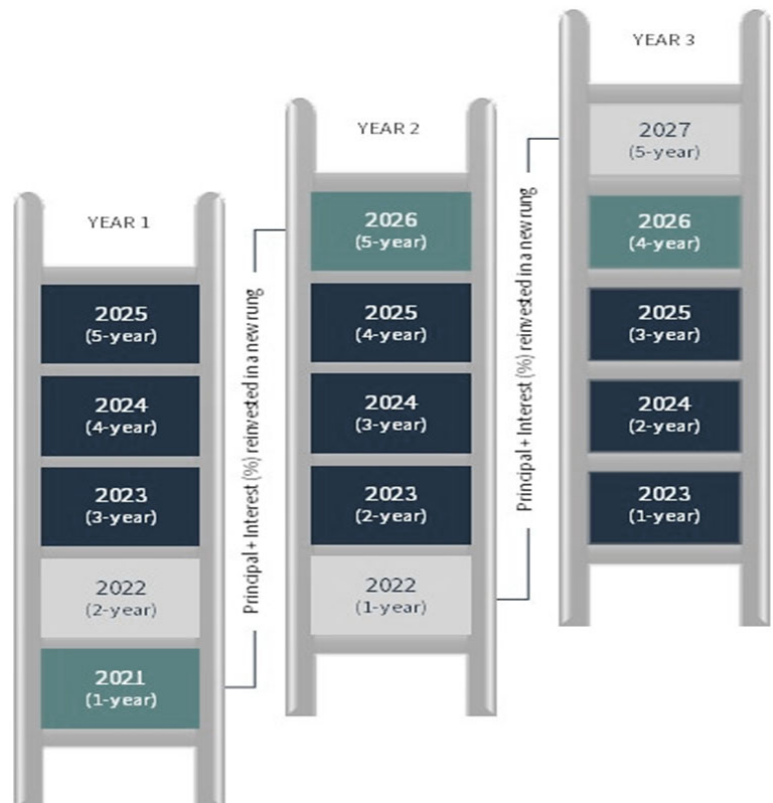 YEAR 1
2025
(5-year)
2024
(4-year)
2023
(3-year)
2022
(2-year)
2021
(1-year)
Principal + Interest (%) reinvested in a new rung
YEAR 2
2026
(5-year)
2025
(4-year)
2024
(3-year)
2023
(2-year)
2022
(1-year)
Principal + Interest (%) reinvested in a new rung
YEAR 3
2027
(5-year)
2026
(4-year)
2025
(3-year)
2024
(2-year)
2023
(1-year)